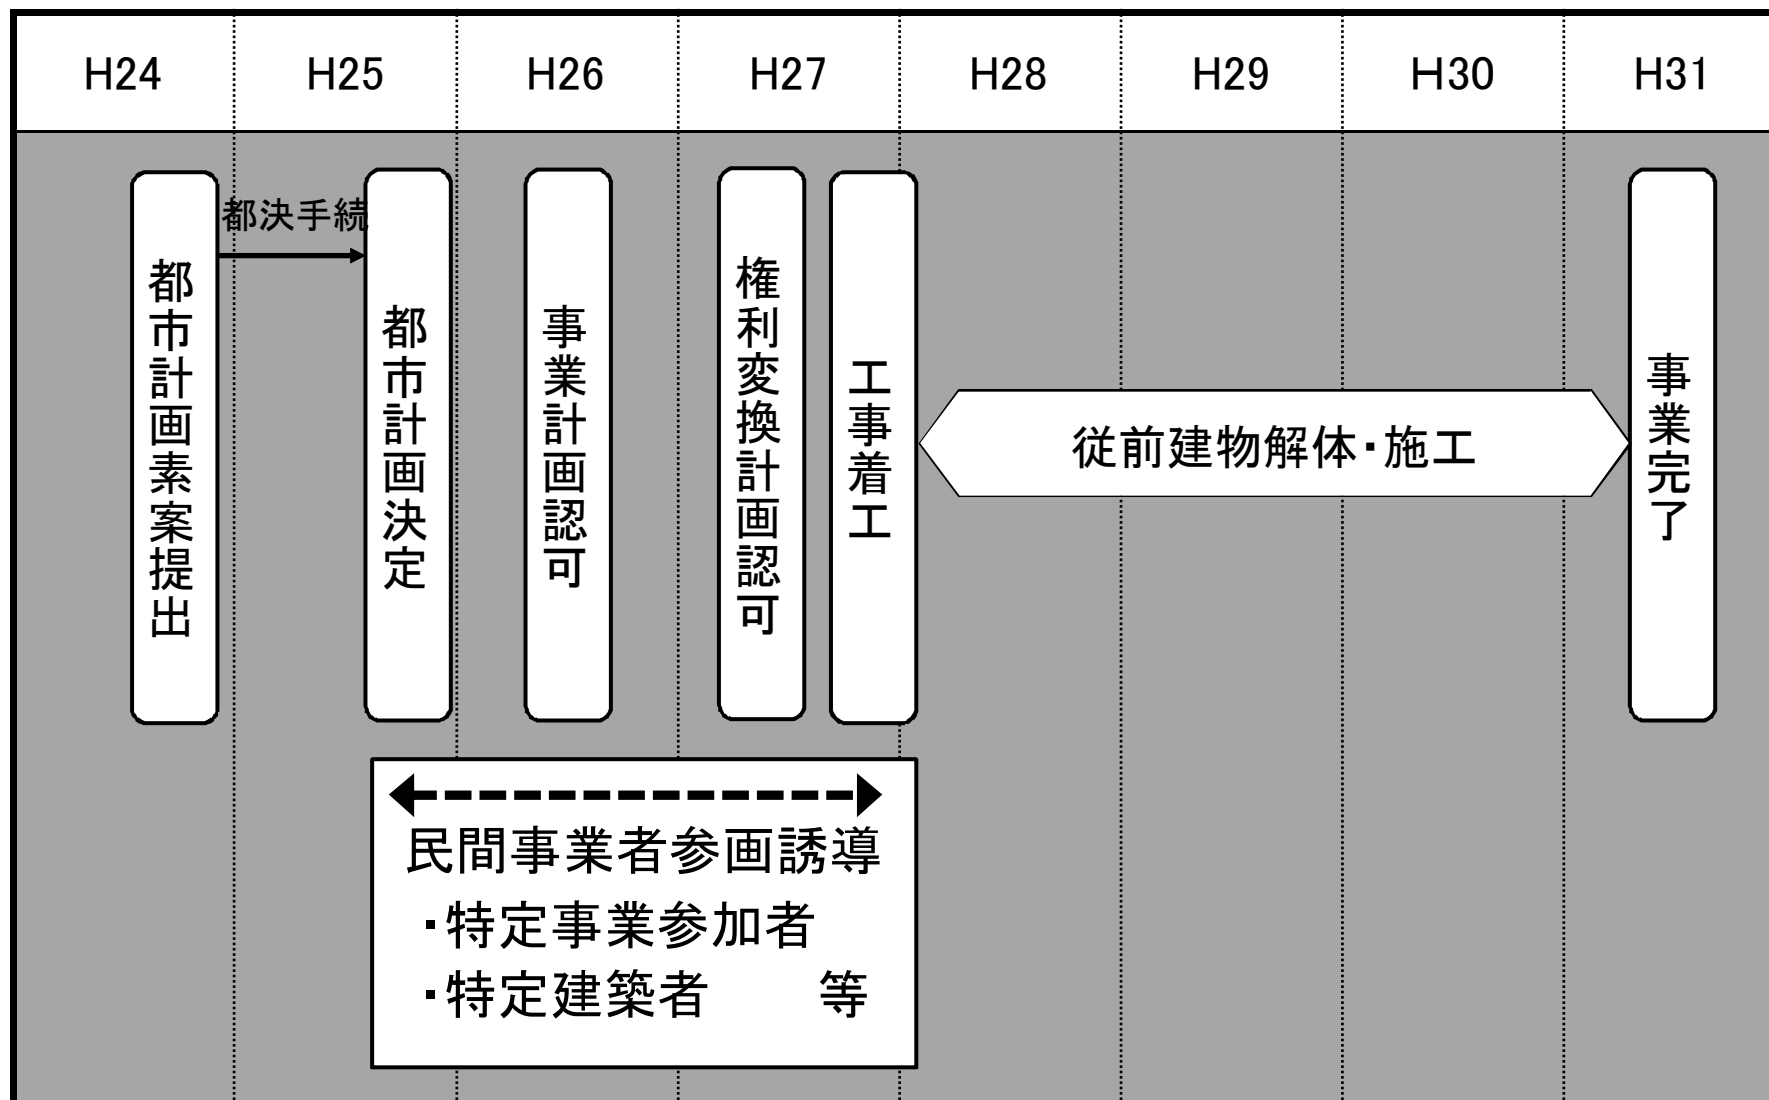 H24 H25 H26 H27 H28 H29 H30 H31
都市計画素案提出
都決手続
都市計画決定
事業計画認可
権利変換計画認可
工事着工
従前建物解体・施工
事業完了
民間事業者参画誘導
・特定事業参加者
・特定建築者 等